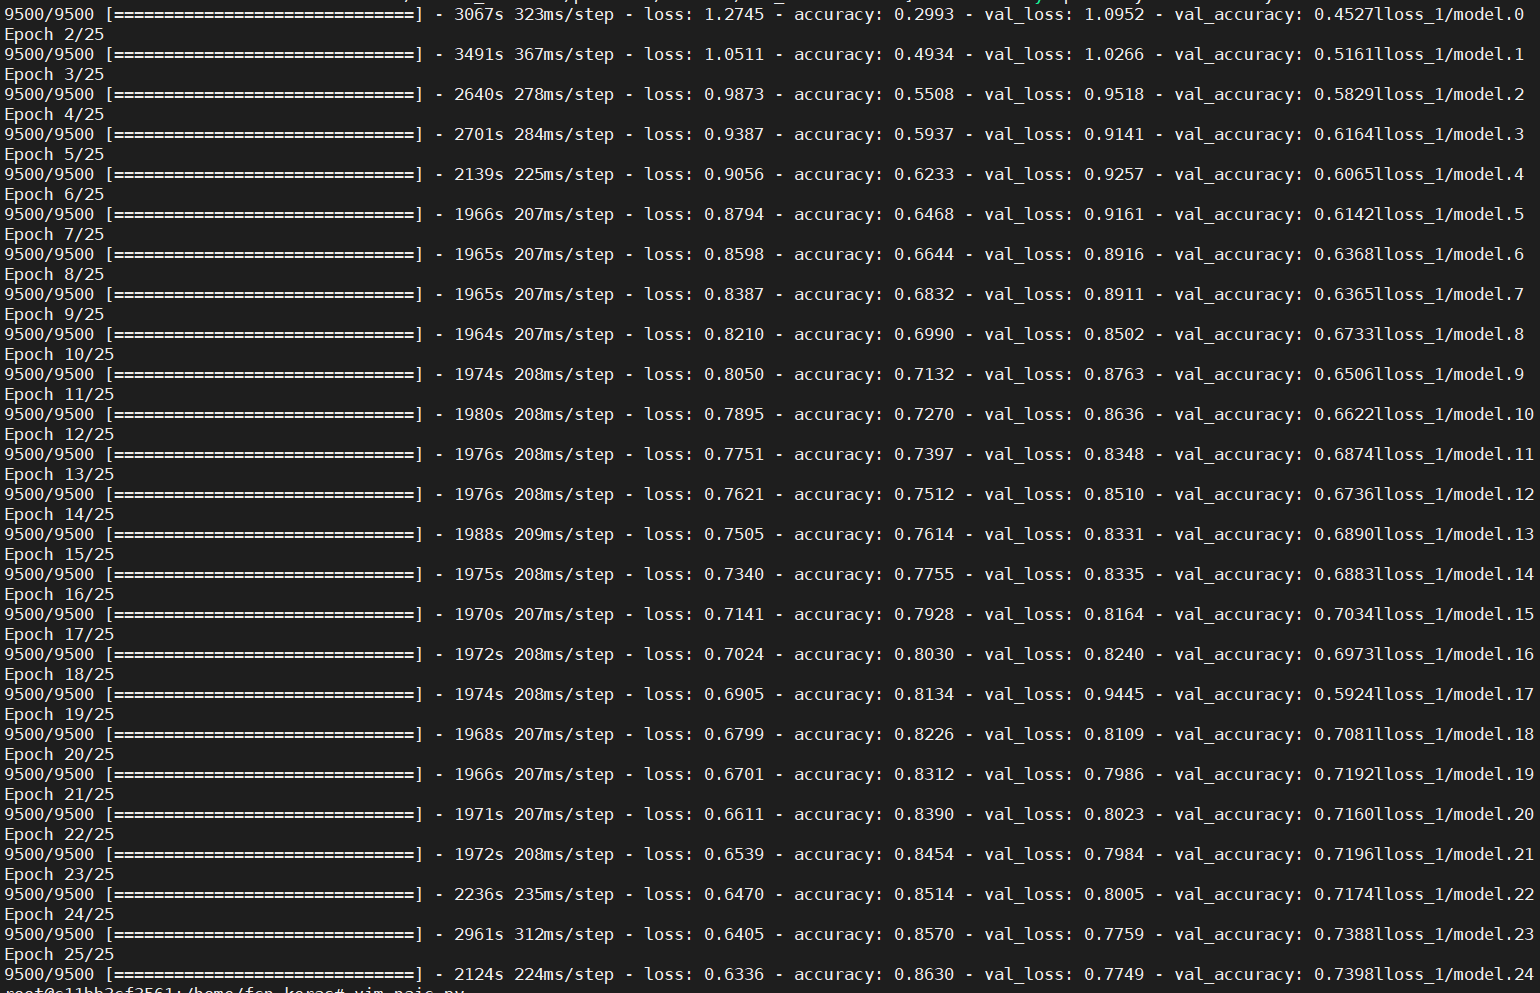 9500/9500 [==============================] - 3067s 323ms/step - loss: 1.2745 - accuracy: 0.2993 - val_loss: 1.0952 - val_accuracy: 0.4527lloss_1/model.0
Epoch 2/25
9500/9500 [==============================] - 3491s 367ms/step - loss: 1.0511 - accuracy: 0.4934 - val_loss: 1.0266 - val_accuracy: 0.5161lloss_1/model.1
Epoch 3/25
9500/9500 [==============================] - 2640s 278ms/step - loss: 0.9873 - accuracy: 0.5508 - val_loss: 0.9518 - val_accuracy: 0.5829lloss_1/model.2
Epoch 4/25
9500/9500 [==============================] - 2701s 284ms/step - loss: 0.9387 - accuracy: 0.5937 - val_loss: 0.9141 - val_accuracy: 0.6164lloss_1/model.3
Epoch 5/25
9500/9500 [==============================] - 2139s 225ms/step - loss: 0.9056 - accuracy: 0.6233 - val_loss: 0.9257 - val_accuracy: 0.6065lloss_1/model.4
Epoch 6/25
9500/9500 [==============================] - 1966s 207ms/step - loss: 0.8794 - accuracy: 0.6468 - val_loss: 0.9161 - val_accuracy: 0.6142lloss_1/model.5
Epoch 7/25
9500/9500 [==============================] - 1965s 207ms/step - loss: 0.8598 - accuracy: 0.6644 - val_loss: 0.8916 - val_accuracy: 0.6368lloss_1/model.6
Epoch 8/25
9500/9500 [==============================] - 1965s 207ms/step - loss: 0.8387 - accuracy: 0.6832 - val_loss: 0.8911 - val_accuracy: 0.6365lloss_1/model.7
Epoch 9/25
9500/9500 [==============================] - 1964s 207ms/step - loss: 0.8210 - accuracy: 0.6990 - val_loss: 0.8502 - val_accuracy: 0.6733lloss_1/model.8
Epoch 10/25
9500/9500 [==============================] - 1974s 208ms/step - loss: 0.8050 - accuracy: 0.7132 - val_loss: 0.8763 - val_accuracy: 0.6506lloss_1/model.9
Epoch 11/25
9500/9500 [==============================] - 1980s 208ms/step - loss: 0.7895 - accuracy: 0.7270 - val_loss: 0.8636 - val_accuracy: 0.6622lloss_1/model.10
Epoch 12/25
9500/9500 [==============================] - 1976s 208ms/step - loss: 0.7751 - accuracy: 0.7397 - val_loss: 0.8348 - val_accuracy: 0.6874lloss_1/model.11
Epoch 13/25
9500/9500 [==============================] - 1976s 208ms/step - loss: 0.7621 - accuracy: 0.7512 - val_loss: 0.8510 - val_accuracy: 0.6736lloss_1/model.12
Epoch 14/25
9500/9500 [==============================] - 1988s 209ms/step - loss: 0.7505 - accuracy: 0.7614 - val_loss: 0.8331 - val_accuracy: 0.6890lloss_1/model.13
Epoch 15/25
9500/9500 [==============================] - 1975s 208ms/step - loss: 0.7340 - accuracy: 0.7755 - val_loss: 0.8335 - val_accuracy: 0.6883lloss_1/model.14
Epoch 16/25
9500/9500 [==============================] - 1970s 207ms/step - loss: 0.7141 - accuracy: 0.7928 - val_loss: 0.8164 - val_accuracy: 0.7034lloss_1/model.15
Epoch 17/25
9500/9500 [==============================] - 1972s 208ms/step - loss: 0.7024 - accuracy: 0.8030 - val_loss: 0.8240 - val_accuracy: 0.6973lloss_1/model.16
Epoch 18/25
9500/9500 [==============================] - 1974s 208ms/step - loss: 0.6905 - accuracy: 0.8134 - val_loss: 0.9445 - val_accuracy: 0.5924lloss_1/model.17
Epoch 19/25
9500/9500 [==============================] - 1968s 207ms/step - loss: 0.6799 - accuracy: 0.8226 - val_loss: 0.8109 - val_accuracy: 0.7081lloss_1/model.18
Epoch 20/25
9500/9500 [==============================] - 1966s 207ms/step - loss: 0.6701 - accuracy: 0.8312 - val_loss: 0.7986 - val_accuracy: 0.7192lloss_1/model.19
Epoch 21/25
9500/9500 [==============================] - 1971s 207ms/step - loss: 0.6611 - accuracy: 0.8390 - val_loss: 0.8023 - val_accuracy: 0.7160lloss_1/model.20
Epoch 22/25
9500/9500 [==============================] - 1972s 208ms/step - loss: 0.6539 - accuracy: 0.8454 - val_loss: 0.7984 - val_accuracy: 0.7196lloss_1/model.21
Epoch 23/25
9500/9500 [==============================] - 2236s 235ms/step - loss: 0.6470 - accuracy: 0.8514 - val_loss: 0.8005 - val_accuracy: 0.7174lloss_1/model.22
Epoch 24/25
9500/9500 [==============================] - 2961s 312ms/step - loss: 0.6405 - accuracy: 0.8570 - val_loss: 0.7759 - val_accuracy: 0.7388lloss_1/model.23
Epoch 25/25
9500/9500 [==============================] - 2124s 224ms/step - loss: 0.6336 - accuracy: 0.8630 - val_loss: 0.7749 - val_accuracy: 0.7398lloss_1/model.24